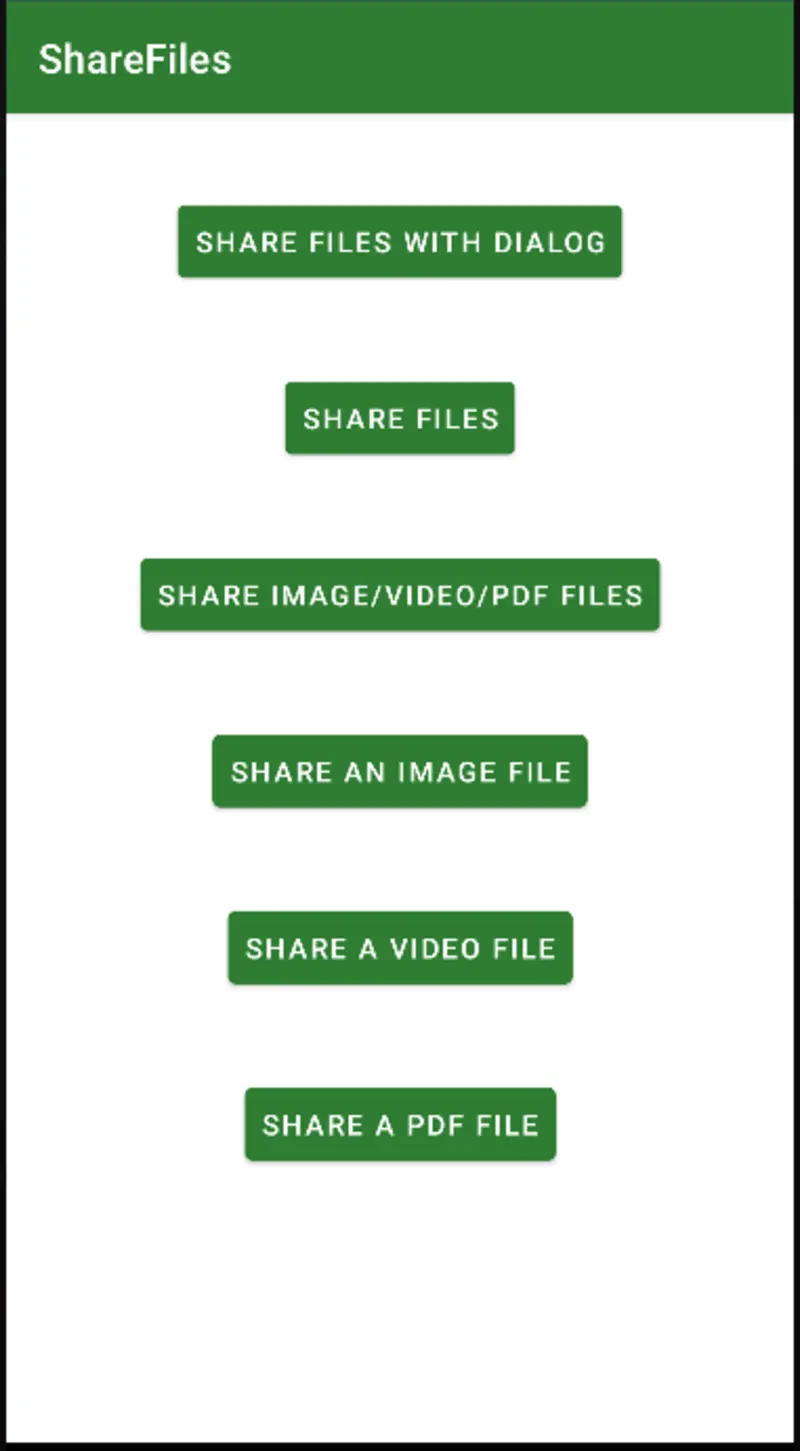 ShareFiles
SHARE FILES WITH DIALOG
SHARE FILES
SHARE IMAGE/VIDEO/PDF FILES
SHARE AN IMAGE FILE
SHARE A VIDEO FILE
SHARE A PDF FILE